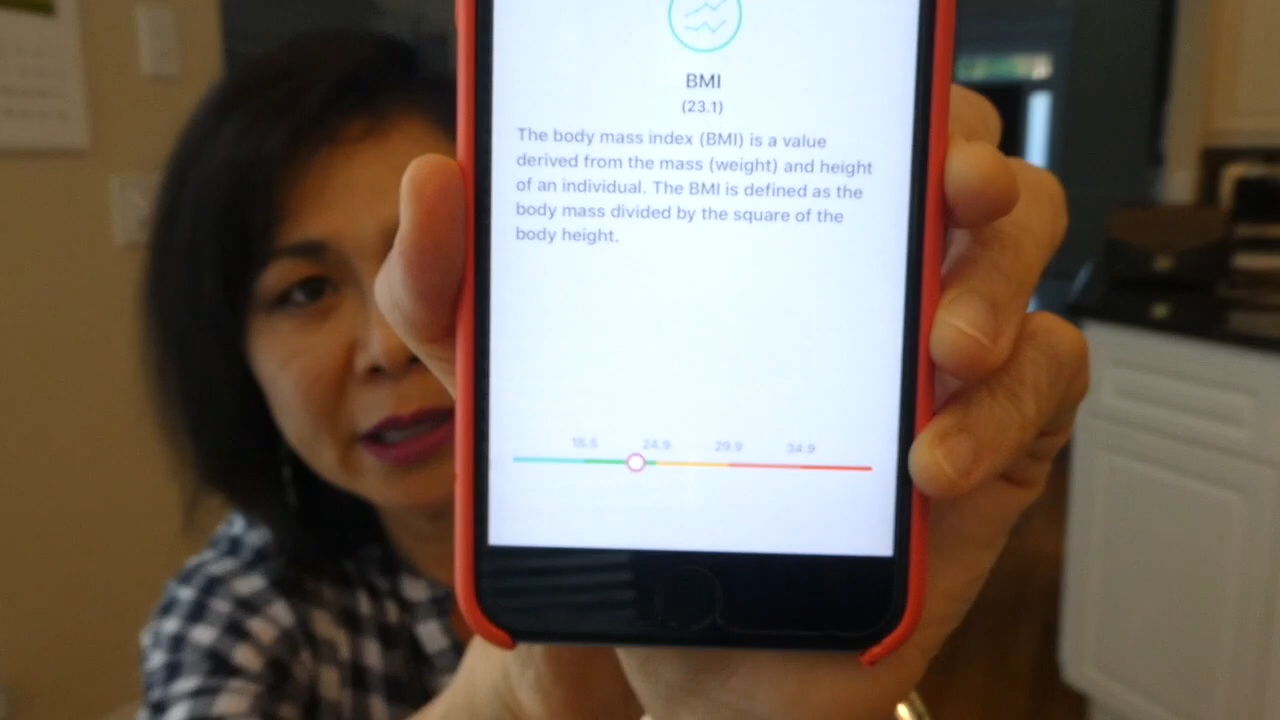 BMI
(23.1)
The body mass index (BMI) is a value
derived from the mass (weight) and height
of an individual. The BMI is defined as the
body mass divided by the square of the
body height.
18.5 24.9 29.9 34.9